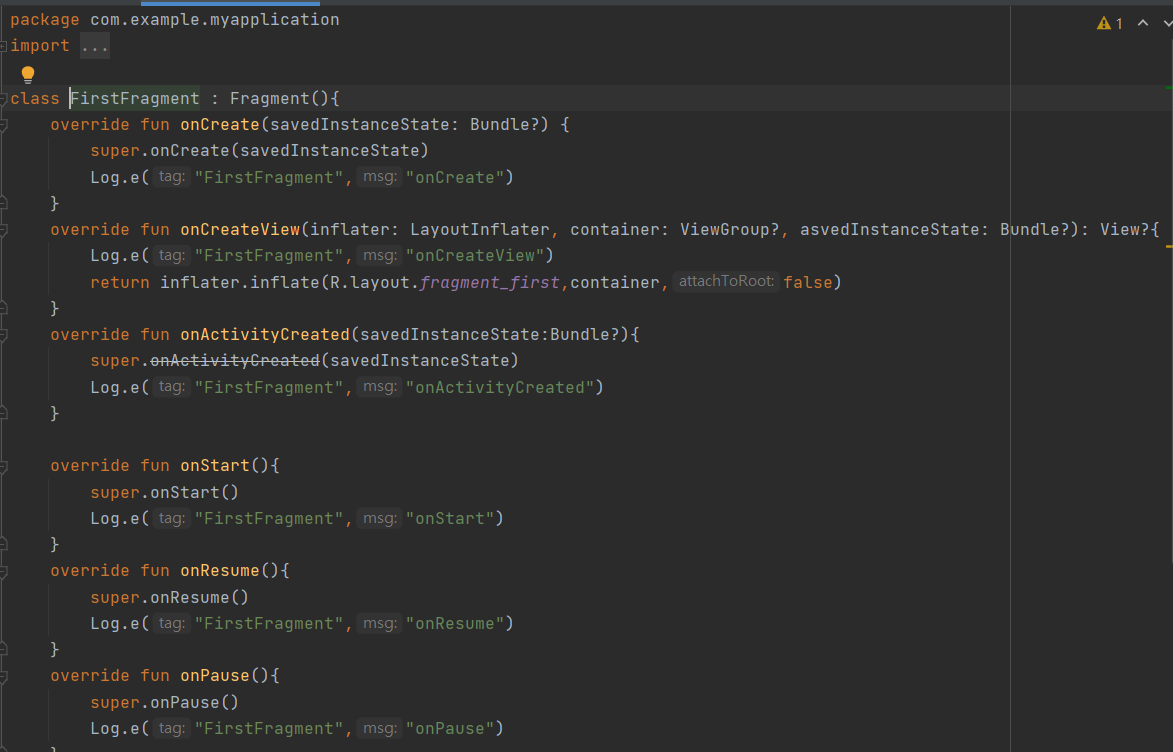 package com.example.myapplication
1
import ...
class FirstFragment : Fragment(){
override fun onCreate(savedInstanceState: Bundle?) {
super.onCreate(savedInstanceState)
Log.e( tag: "FirstFragment", msg: "onCreate")
}
override fun onCreateView(inflater: LayoutInflater, container: ViewGroup?, asvedInstanceState: Bundle?): View?{
Log.e( tag: "FirstFragment", msg: "onCreateView")
return inflater.inflate(R.layout.fragment_first,container, attachToRoot: false)
}
override fun onActivityCreated(savedInstanceState:Bundle?){
super.onActivityCreated(savedInstanceState)
Log.e( tag: "FirstFragment", msg: "onActivityCreated")
}
override fun onStart(){
super.onStart()
Log.e( tag: "FirstFragment", msg: "onStart")
}
override fun onResume(){
super.onResume()
Log.e( tag: "FirstFragment", msg: "onResume")
}
override fun onPause(){
super.onPause()
Log.e( tag: "FirstFragment", msg: "onPause")
}